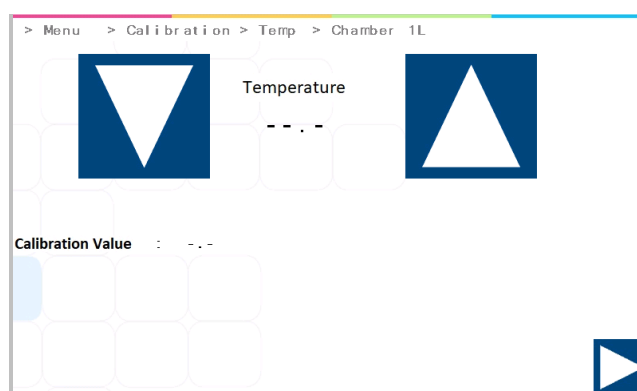 > Menu > Calibration > Temp > Chamber 1L
Temperature
--.-
Calibration Value : -.-